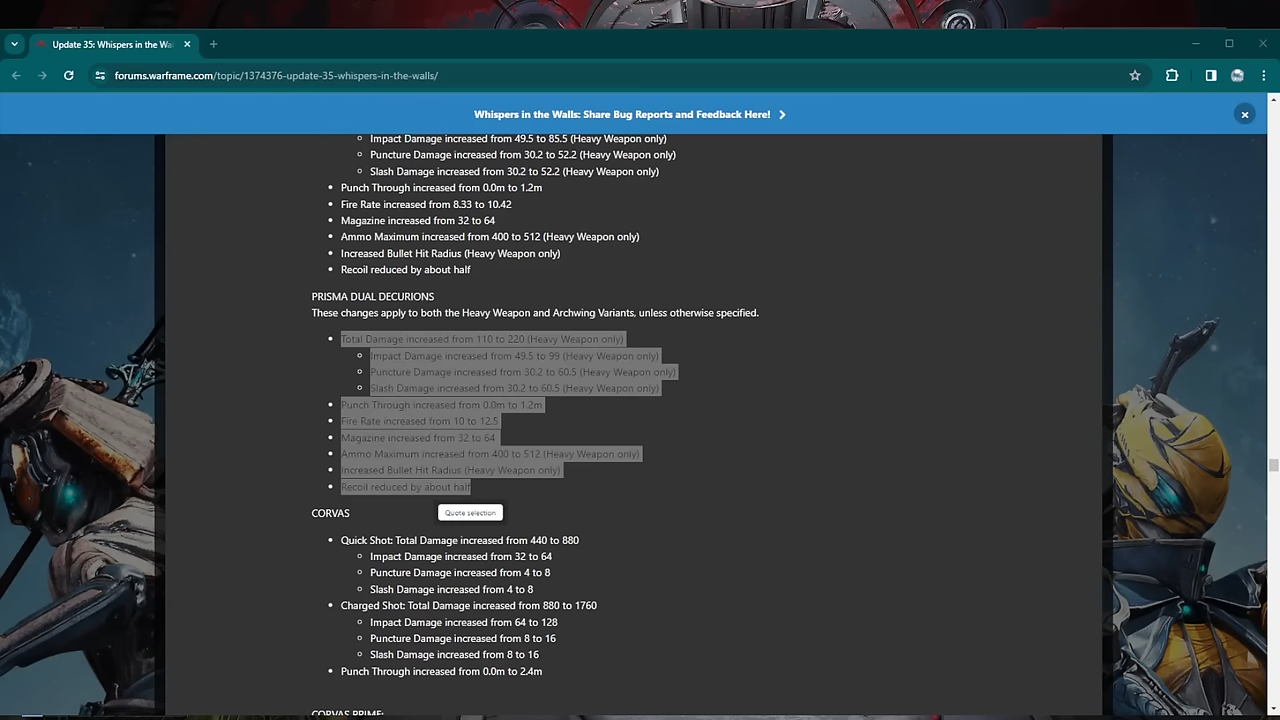 Update 35: Whispers in the Wa
forums.warframe.com/topic/1374376-update-35-whispers-in-the-walls/
Whispers in the Walls: Share Bug Reports and Feedback Here!
Impact Damage increased from 49.5 to 85.5 (Heavy Weapon only)
Puncture Damage increased from 30.2 to 52.2 (Heavy Weapon only)
Slash Damage increased from 30.2 to 52.2 (Heavy Weapon only)
Punch Through increased from 0.0m to 1.2m
Fire Rate increased from 8.33 to 10.42
Magazine increased from 32 to 64
Ammo Maximum increased from 400 to 512 (Heavy Weapon only)
Increased Bullet Hit Radius (Heavy Weapon only)
Recoil reduced by about half
PRISMA DUAL DECURIONS
These changes apply to both the Heavy Weapon and Archwing Variants, unless otherwise specified.
Total Damage increased from 110 to 220 (Heavy Weapon only)
Impact Damage increased from 49.5 to 99 (Heavy Weapon only)
Puncture Damage increased from 30.2 to 60.5 (Heavy Weapon only)
Slash Damage increased from 30.2 to 60.5 (Heavy Weapon only)
Punch Through increased from 0.0m to 1.2m
Fire Rate increased from 10 to 12.5
Magazine increased from 32 to 64
Ammo Maximum increased from 400 to 512 (Heavy Weapon only)
Increased Bullet Hit Radius (Heavy Weapon only)
Recoil reduced by about half
Quote selection
CORVAS
Quick Shot: Total Damage increased from 440 to 880
Impact Damage increased from 32 to 64
Puncture Damage increased from 4 to 8
Slash Damage increased from 4 to 8
Charged Shot: Total Damage increased from 880 to 1760
Impact Damage increased from 64 to 128
Puncture Damage increased from 8 to 16
Slash Damage increased from 8 to 16
Punch Through increased from 0.0m to 2.4m
CORVAS PRIME: